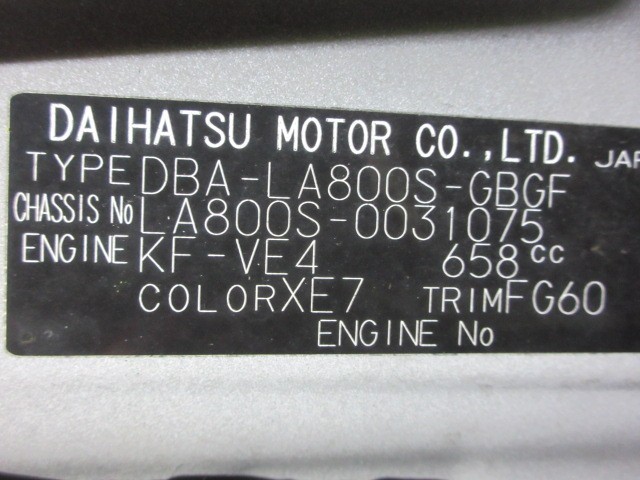 DAIHATSU MOTOR CO.,LTD. JAP
TYPE DBA-LA800S-GBGF
CHASSIS No LA800S-0031075
ENGINE KF-VE4 658cc
COLOR XE7 TRIM FG60
ENGINE No